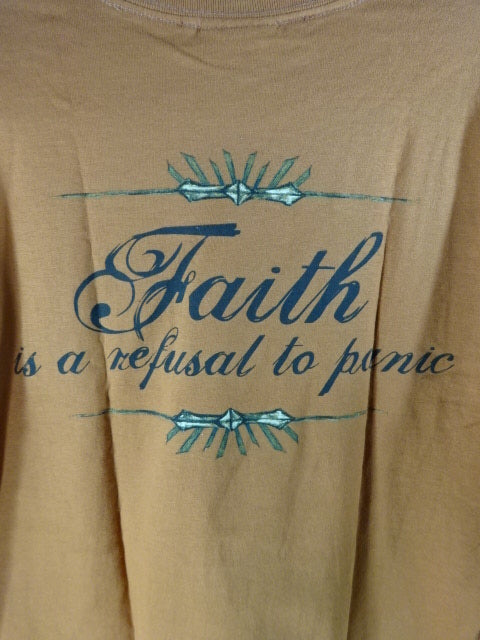 Faith
is a refusal to panic